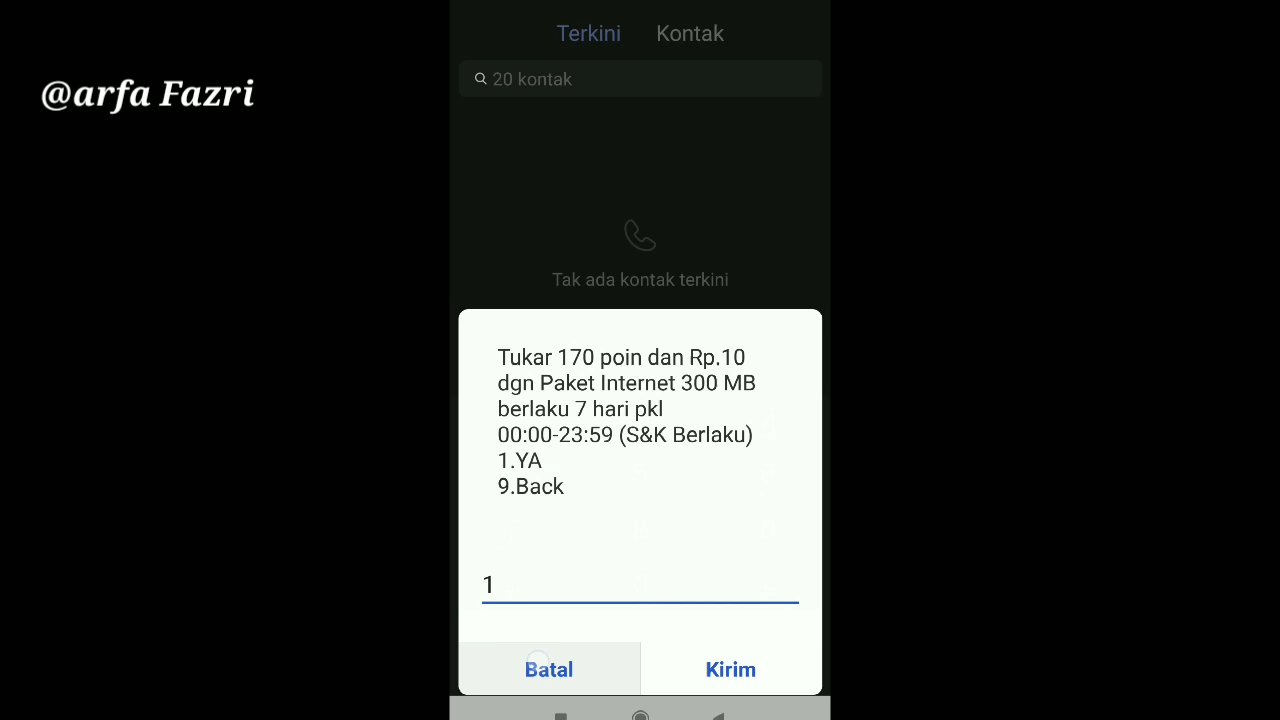 @arfa Fazri
Terkini Kontak
20 kontak
Tak ada kontak terkini
Tukar 170 poin dan Rp.10
dgn Paket Internet 300 MB
berlaku 7 hari pkl
00:00-23:59 (S&K Berlaku)
1.YA
9.Back
1
Batal Kirim